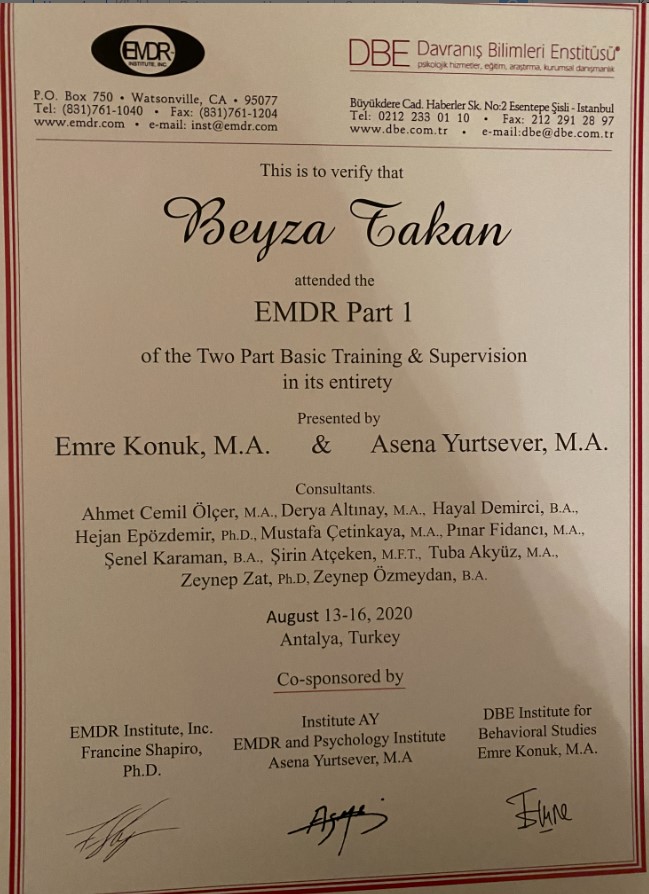 EMDR
INSTITUTE, INC
P.O. Box 750 • Watsonville, CA • 95077
Tel: (831)761-1040 • Fax: (831)761-1204
www.emdr.com • e-mail: inst@emdr.com
DBE Davranış Bilimleri Enstitüsü®
psikolojik hizmetler, eğitim, araştırma, kurumsal danışmanlık
Büyükdere Cad. Haberler Sk. No:2 Esentepe Şişli - Istanbul
Tel: 0212 233 01 10 • Fax: 212 291 28 97
www.dbe.com.tr • e-mail:dbe@dbe.com.tr
This is to verify that
Beyza Takan
attended the
EMDR Part 1
of the Two Part Basic Training & Supervision
in its entirety
Presented by
Emre Konuk, M.A. & Asena Yurtsever, M.A.
Consultants.
Ahmet Cemil Ölçer, M.A., Derya Altınay, M.A., Hayal Demirci, B.A.,
Hejan Epözdemir, Ph.D., Mustafa Çetinkaya, M.A., Pınar Fidancı, M.A.,
Şenel Karaman, B.A., Şirin Atçeken, M.F.T., Tuba Akyüz, M.A.,
Zeynep Zat, Ph.D, Zeynep Özmeydan, B.A.
August 13-16, 2020
Antalya, Turkey
Co-sponsored by
EMDR Institute, Inc.
Francine Shapiro,
Ph.D.
Institute AY
EMDR and Psychology Institute
Asena Yurtsever, M.A
DBE Institute for
Behavioral Studies
Emre Konuk, M.A.